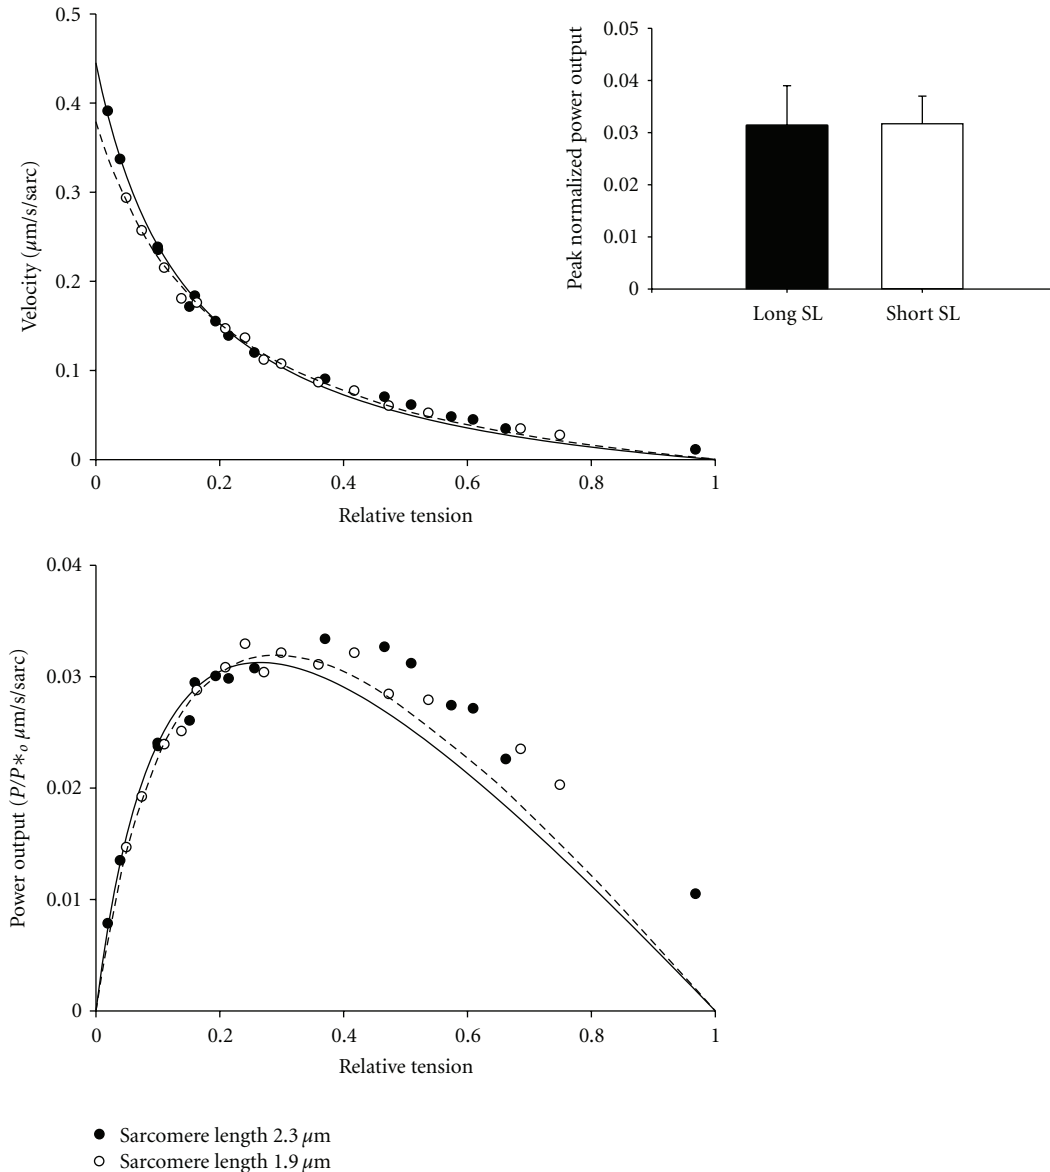 0.5
0.4
0.3
0.2
0.1
0
Velocity (μm/s/sarc)
0 0.2 0.4 0.6 0.8 1
Relative tension
0.05
0.04
0.03
0.02
0.01
0
Peak normalized power output
Long SL Short SL
0.04
0.03
0.02
0.01
0
Power output (P/P*ₒ μm/s/sarc)
0 0.2 0.4 0.6 0.8 1
Relative tension
Sarcomere length 2.3 μm
Sarcomere length 1.9 μm